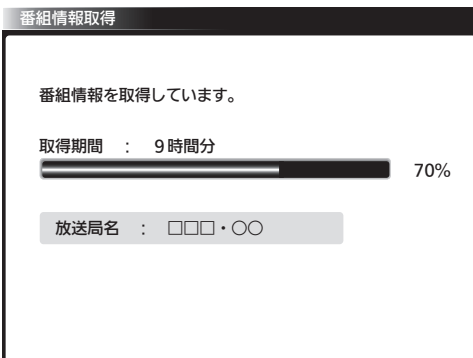 番組情報取得
番組情報を取得しています。
取得期間 : 9時間分
70%
放送局名 : □□□・○○